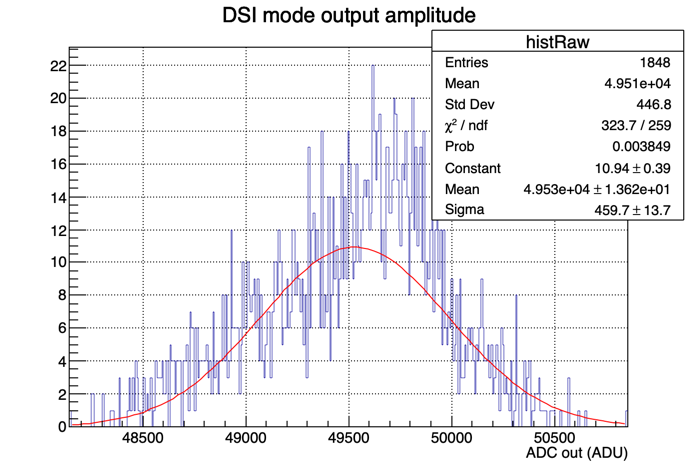 DSI mode output amplitude
histRaw
Entries 1848
Mean 4.951e+04
Std Dev 446.8
χ² / ndf 323.7 / 259
Prob 0.003849
Constant 10.94 ± 0.39
Mean 4.953e+04 ± 1.362e+01
Sigma 459.7 ± 13.7
22
20
18
16
14
12
10
8
6
4
2
0
48500 49000 49500 50000 50500
ADC out (ADU)